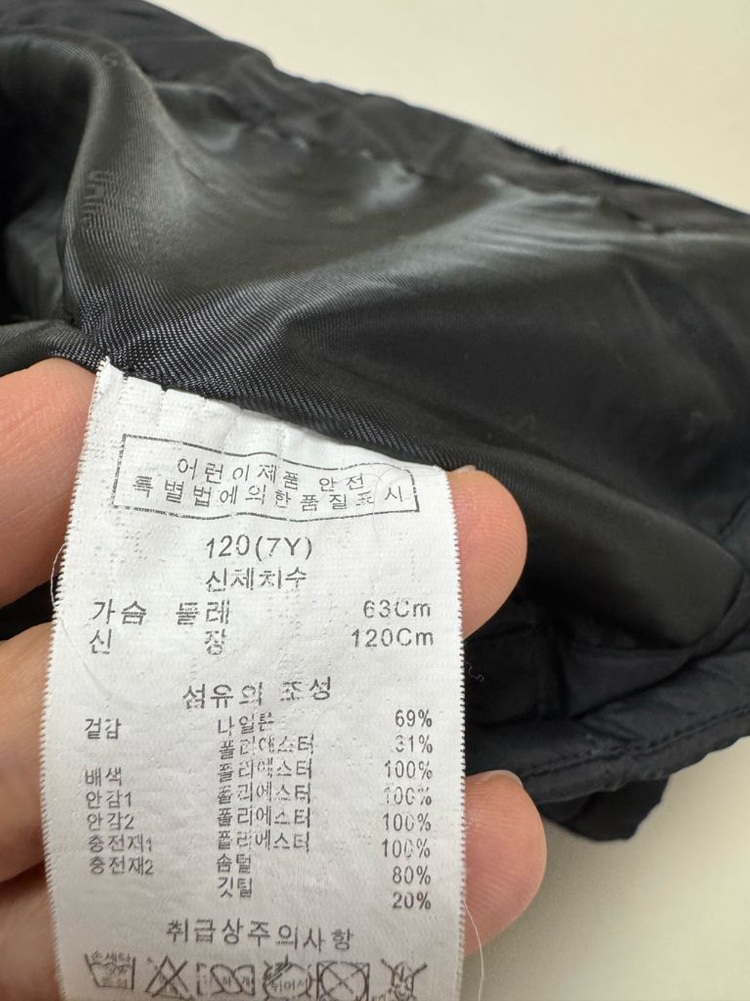 어린이제품 안전
특별법에의한품질표시
120(7Y)
신체치수
가슴 둘레 63Cm
신 장 120Cm
섬유의 조성
겉감 나일론 69%
폴리에스터 31%
배색 폴리에스터 100%
안감1 폴리에스터 100%
안감2 폴리에스터 100%
충전재1 폴리에스터 100%
충전재2 솜털 80%
깃털 20%
취급상주의사항